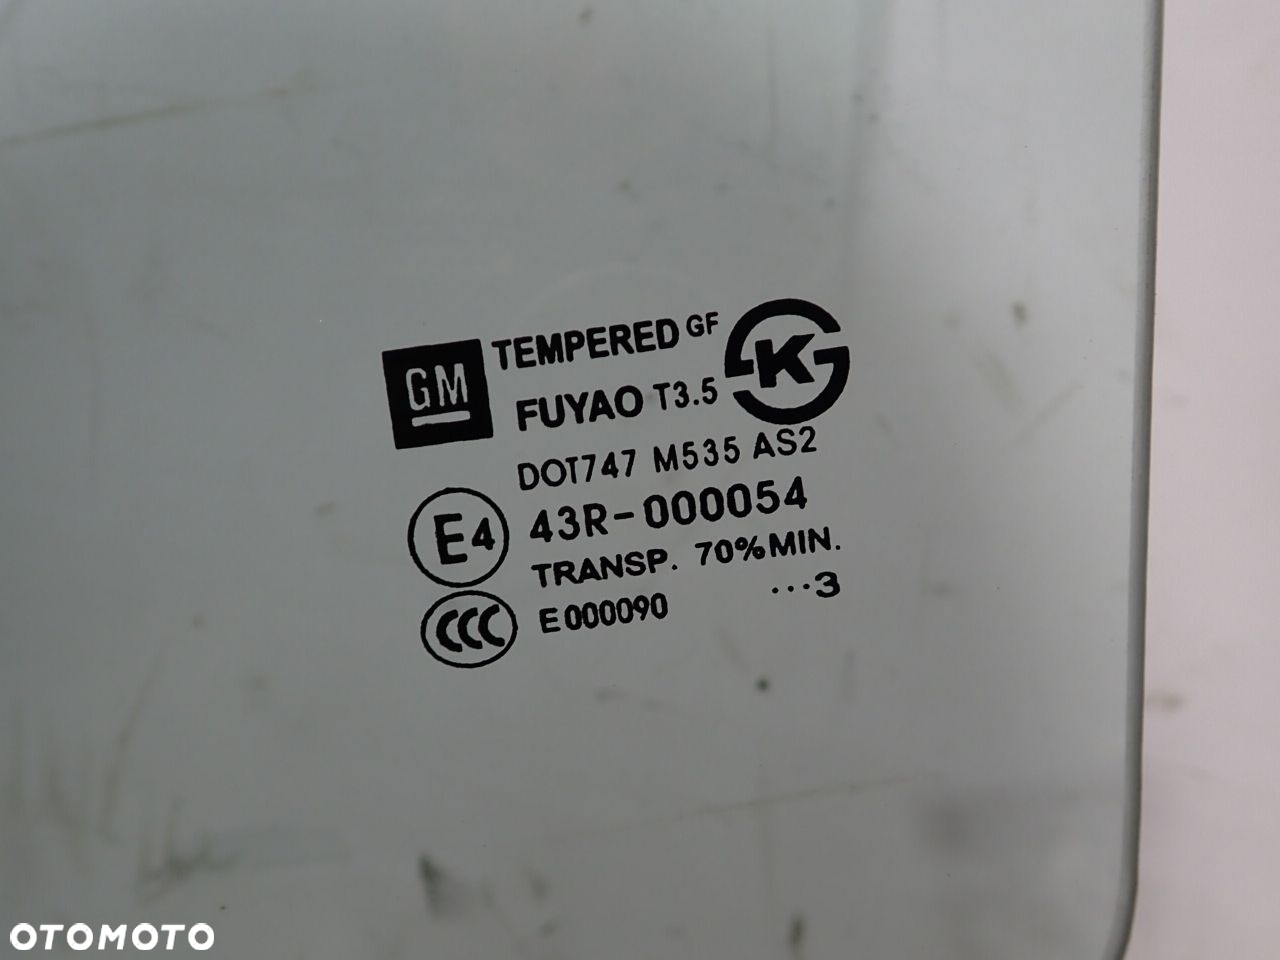 GM
TEMPERED GF
FUYAO T3.5
K
DOT747 M535 AS2
E4
43R-000054
TRANSP. 70%MIN.
···3
CCC
E000090
OTOMOTO